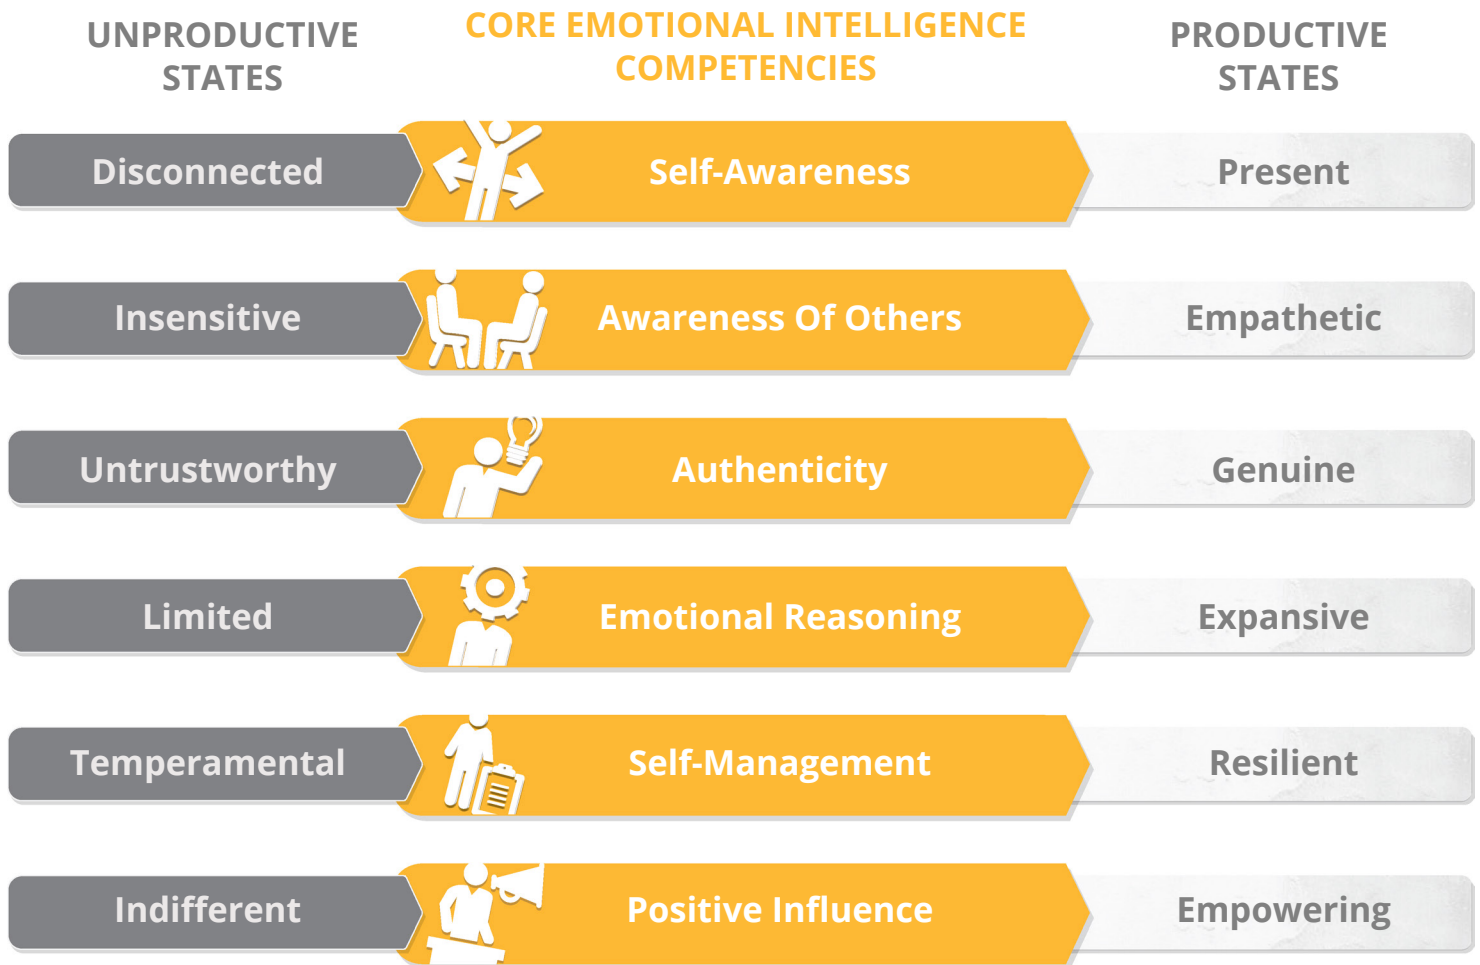 UNPRODUCTIVE
STATES
CORE EMOTIONAL INTELLIGENCE
COMPETENCIES
PRODUCTIVE
STATES
Disconnected
Self-Awareness
Present
Insensitive
Awareness Of Others
Empathetic
Untrustworthy
Authenticity
Genuine
Limited
Emotional Reasoning
Expansive
Temperamental
Self-Management
Resilient
Indifferent
Positive Influence
Empowering